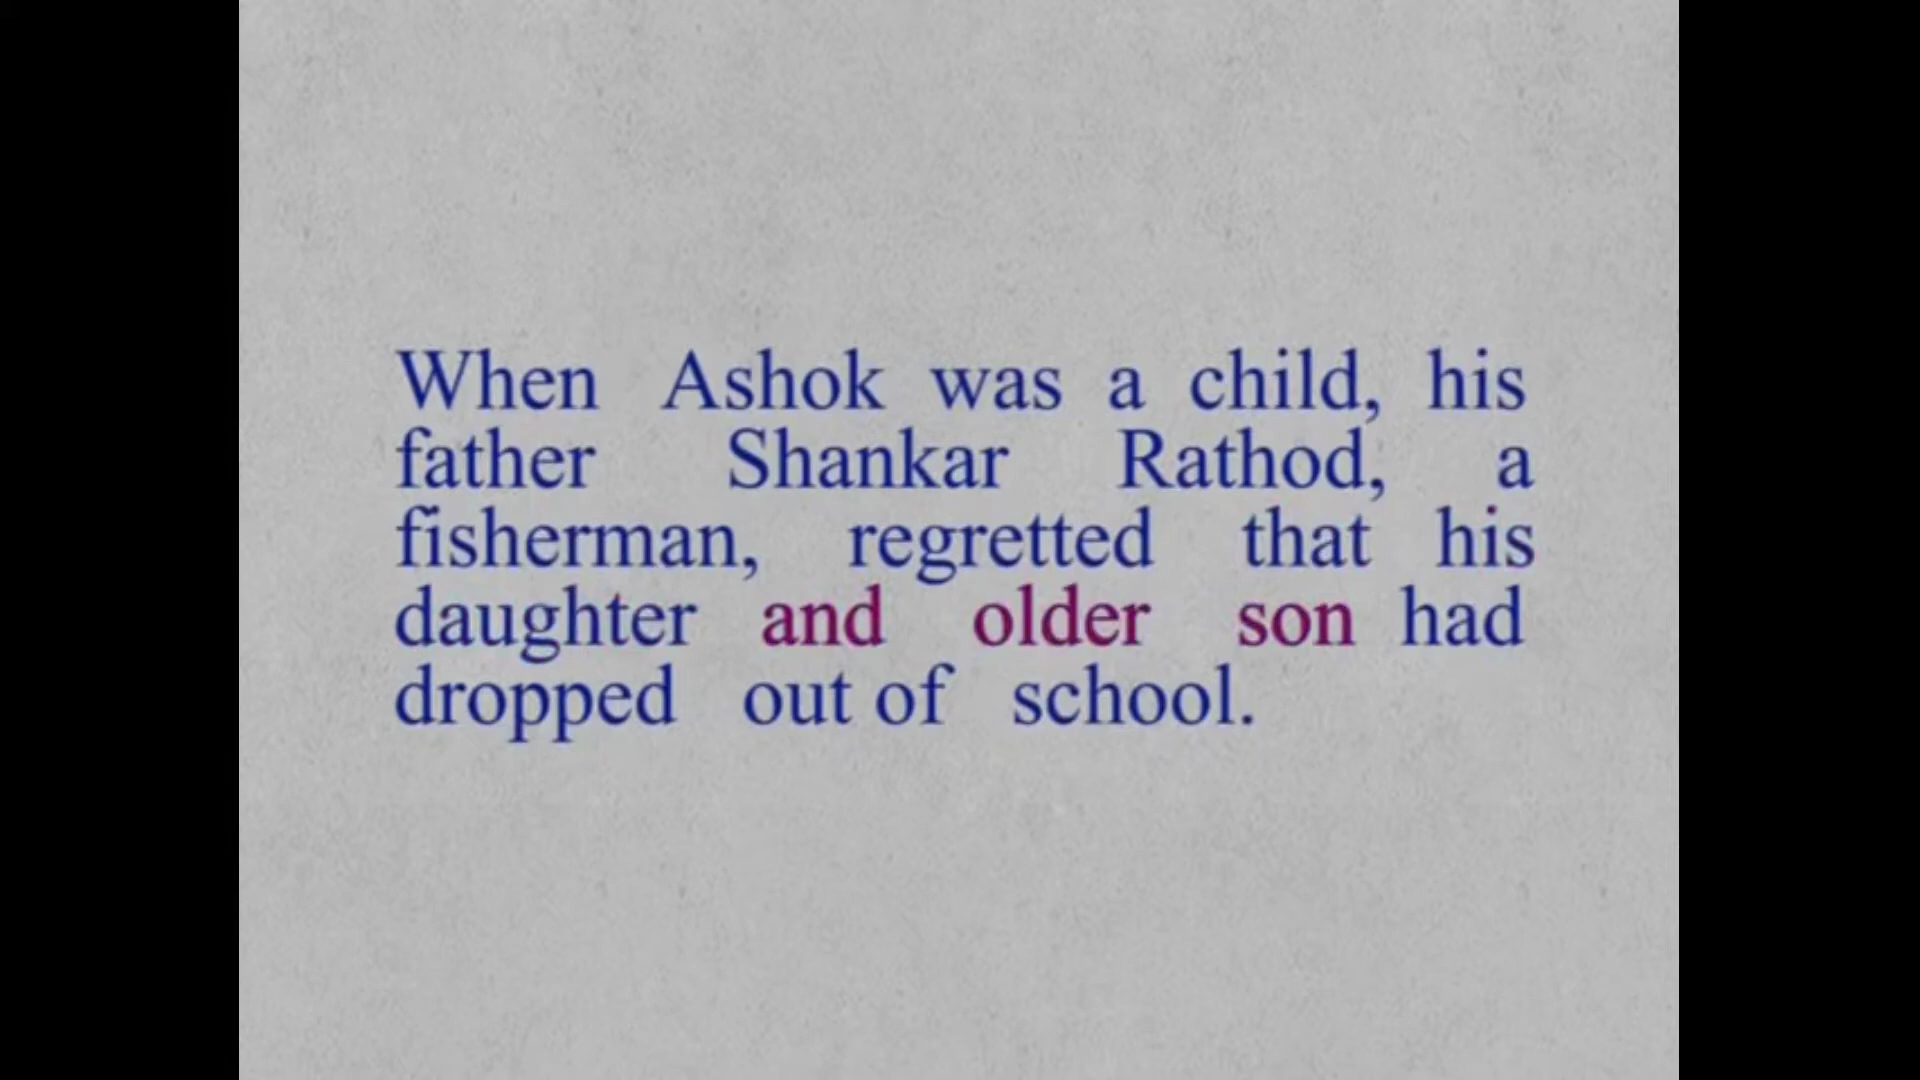 When Ashok was a child, his
father Shankar Rathod, a
fisherman, regretted that his
daughter and older son had
dropped out of school.